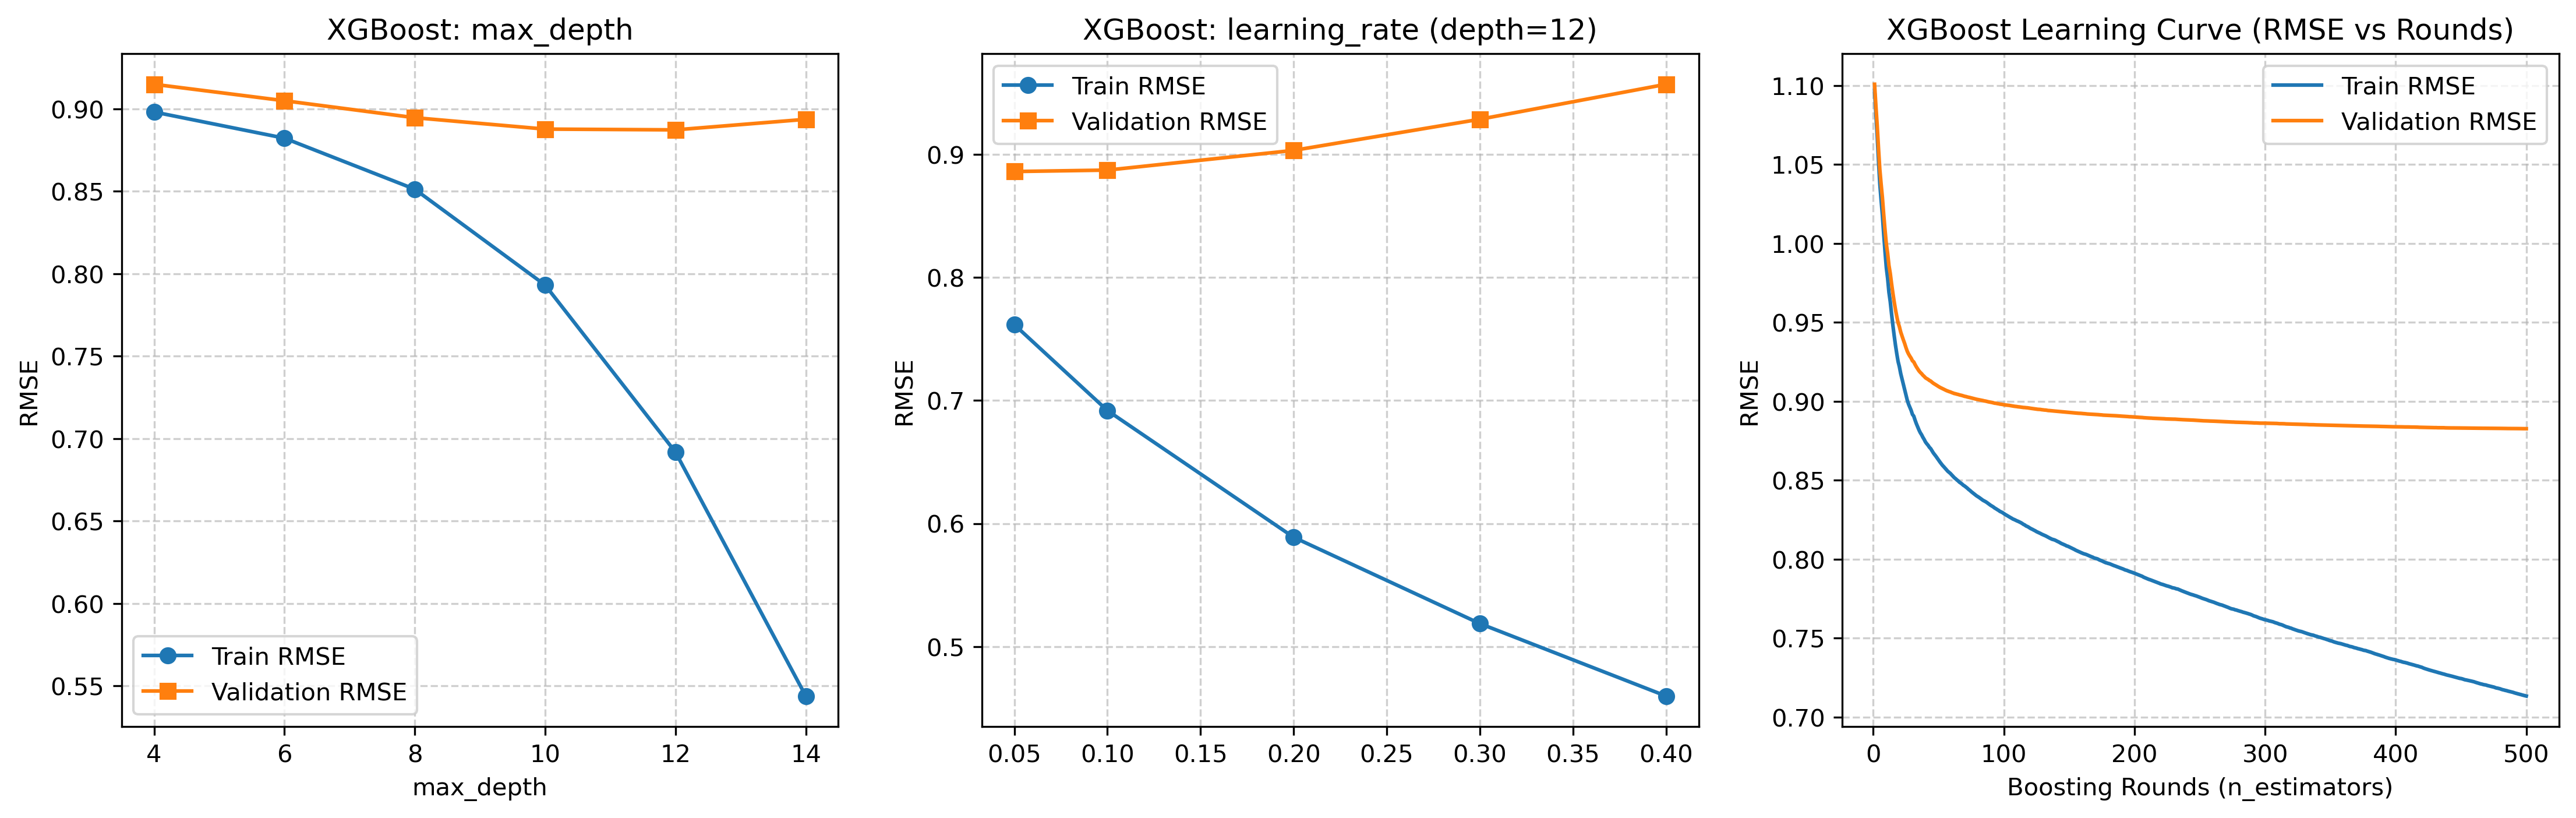 XGBoost: max_depth
RMSE
0.90
0.85
0.80
0.75
0.70
0.65
0.60
0.55
Train RMSE
Validation RMSE
4 6 8 10 12 14
max_depth
XGBoost: learning_rate (depth=12)
Train RMSE
Validation RMSE
RMSE
0.9
0.8
0.7
0.6
0.5
0.05 0.10 0.15 0.20 0.25 0.30 0.35 0.40
XGBoost Learning Curve (RMSE vs Rounds)
Train RMSE
Validation RMSE
RMSE
1.10
1.05
1.00
0.95
0.90
0.85
0.80
0.75
0.70
0 100 200 300 400 500
Boosting Rounds (n_estimators)